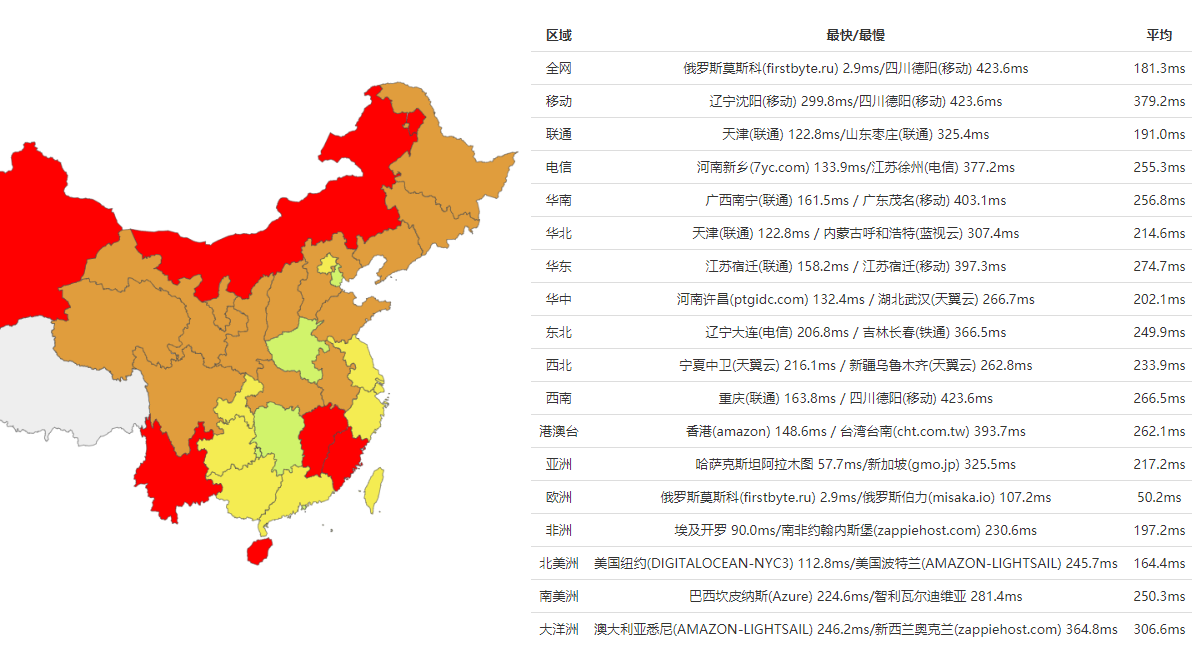 区域 最快/最慢 平均
全网 俄罗斯莫斯科(firstbyte.ru) 2.9ms/四川德阳(移动) 423.6ms 181.3ms
移动 辽宁沈阳(移动) 299.8ms/四川德阳(移动) 423.6ms 379.2ms
联通 天津(联通) 122.8ms/山东枣庄(联通) 325.4ms 191.0ms
电信 河南新乡(7yc.com) 133.9ms/江苏徐州(电信) 377.2ms 255.3ms
华南 广西南宁(联通) 161.5ms / 广东茂名(移动) 403.1ms 256.8ms
华北 天津(联通) 122.8ms / 内蒙古呼和浩特(蓝视云) 307.4ms 214.6ms
华东 江苏宿迁(联通) 158.2ms / 江苏宿迁(移动) 397.3ms 274.7ms
华中 河南许昌(ptgidc.com) 132.4ms / 湖北武汉(天翼云) 266.7ms 202.1ms
东北 辽宁大连(电信) 206.8ms / 吉林长春(铁通) 366.5ms 249.9ms
西北 宁夏中卫(天翼云) 216.1ms / 新疆乌鲁木齐(天翼云) 262.8ms 233.9ms
西南 重庆(联通) 163.8ms / 四川德阳(移动) 423.6ms 266.5ms
港澳台 香港(amazon) 148.6ms / 台湾台南(cht.com.tw) 393.7ms 262.1ms
亚洲 哈萨克斯坦阿拉木图 57.7ms/新加坡(gmo.jp) 325.5ms 217.2ms
欧洲 俄罗斯莫斯科(firstbyte.ru) 2.9ms/俄罗斯伯力(misaka.io) 107.2ms 50.2ms
非洲 埃及开罗 90.0ms/南非约翰内斯堡(zappiehost.com) 230.6ms 197.2ms
北美洲 美国纽约(DIGITALOCEAN-NYC3) 112.8ms/美国波特兰(AMAZON-LIGHTSAIL) 245.7ms 164.4ms
南美洲 巴西坎皮纳斯(Azure) 224.6ms/智利瓦尔迪维亚 281.4ms 250.3ms
大洋洲 澳大利亚悉尼(AMAZON-LIGHTSAIL) 246.2ms/新西兰奥克兰(zappiehost.com) 364.8ms 306.6ms